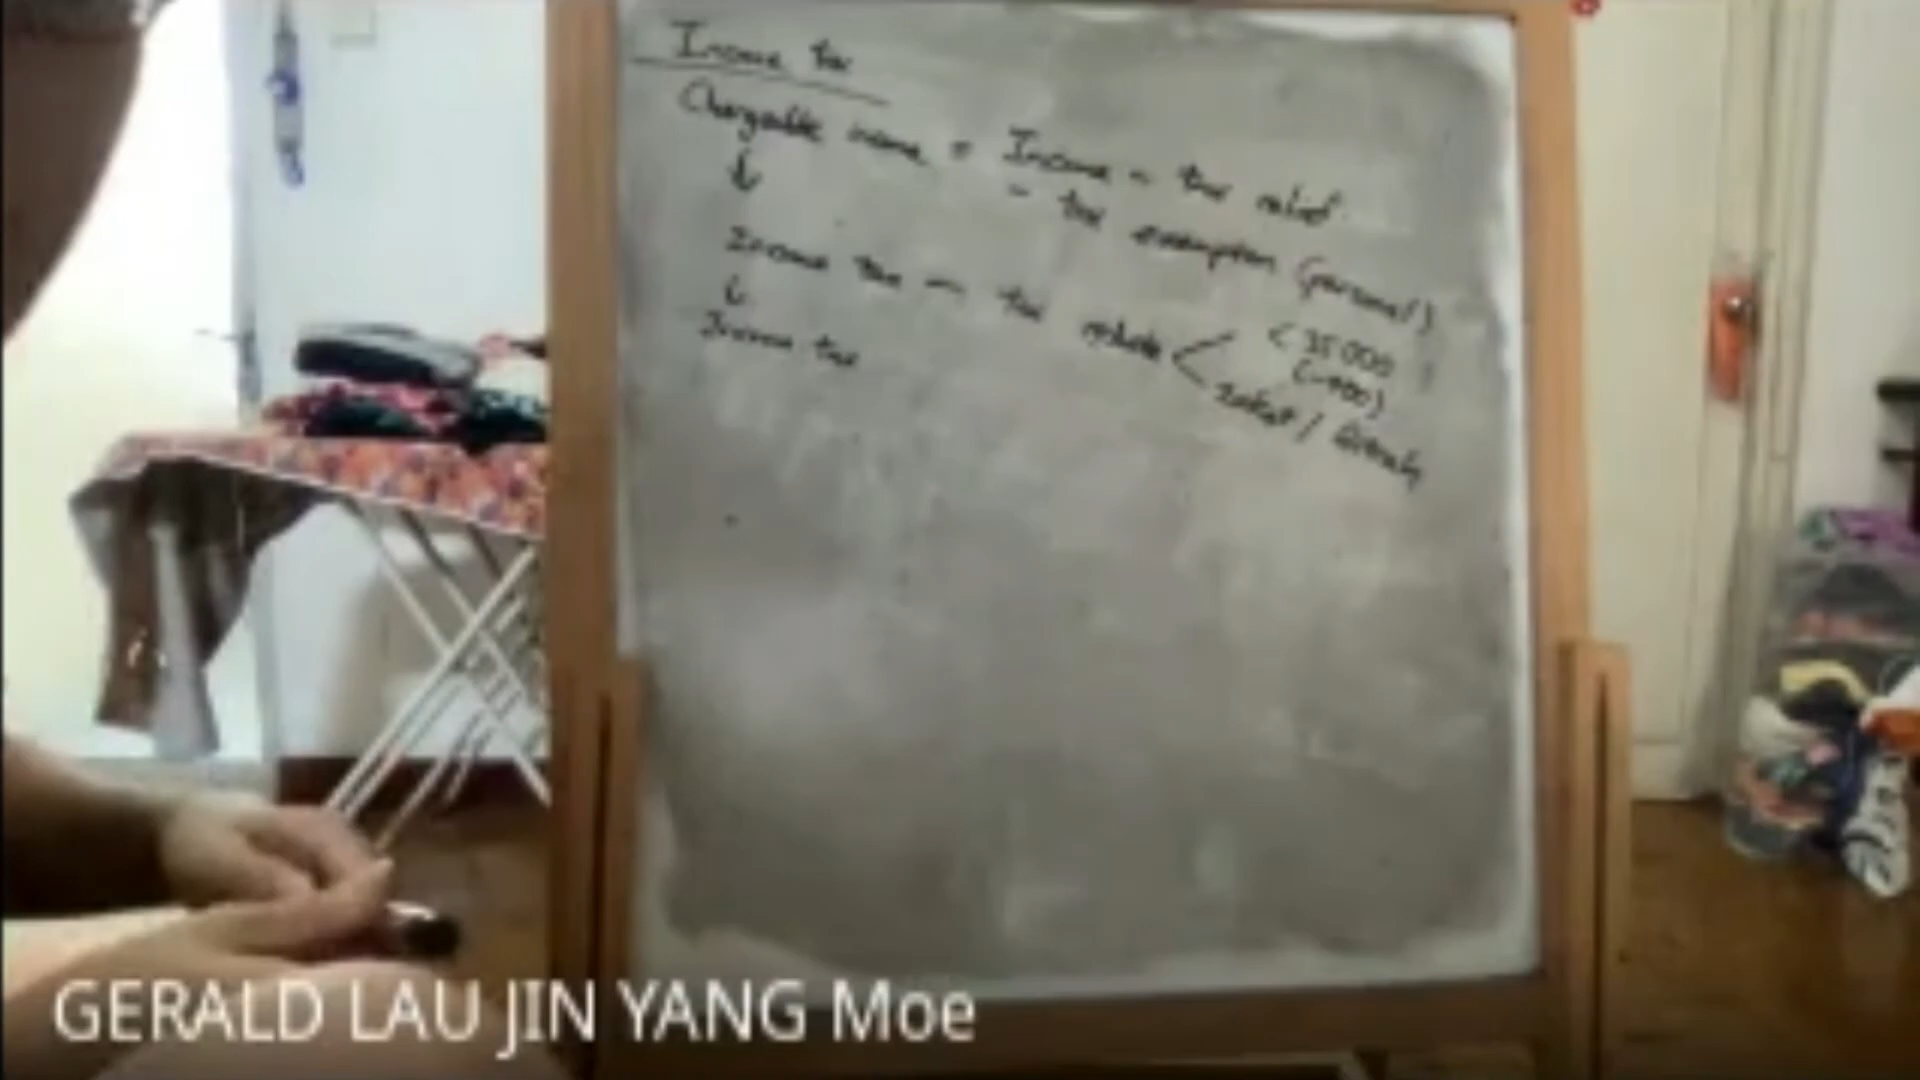 Income tax
Chargeable income = Income - tax relief
- tax exemption (personal)
Income tax - tax rebate < 35 000
(-400)
zakat / fitrah
Income tax
GERALD LAU JIN YANG Moe